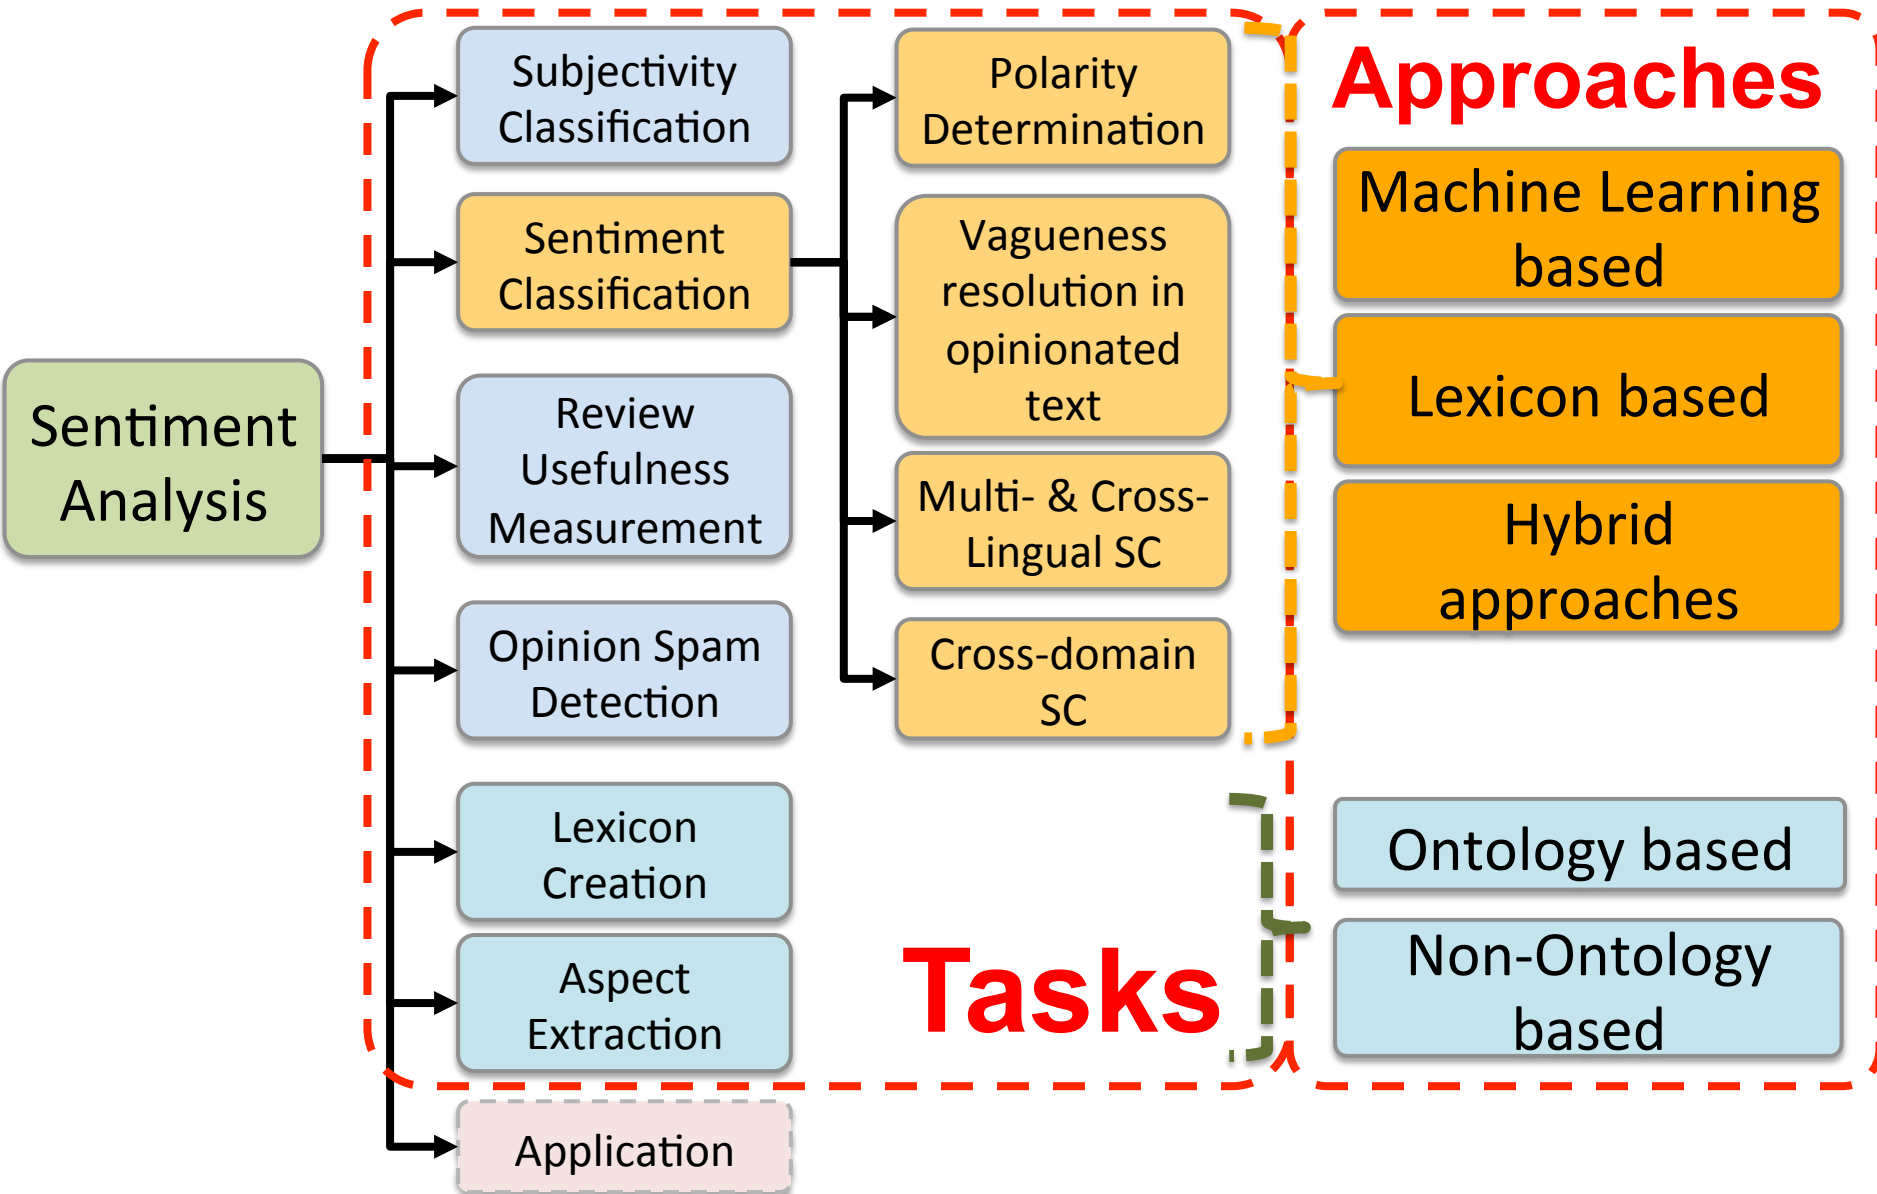 Sentiment
Analysis
Subjectivity
Classification
Sentiment
Classification
Review
Usefulness
Measurement
Opinion Spam
Detection
Lexicon
Creation
Aspect
Extraction
Application
Polarity
Determination
Vagueness
resolution in
opinionated
text
Multi- & Cross-
Lingual SC
Cross-domain
SC
Tasks
Approaches
Machine Learning
based
Lexicon based
Hybrid
approaches
Ontology based
Non-Ontology
based